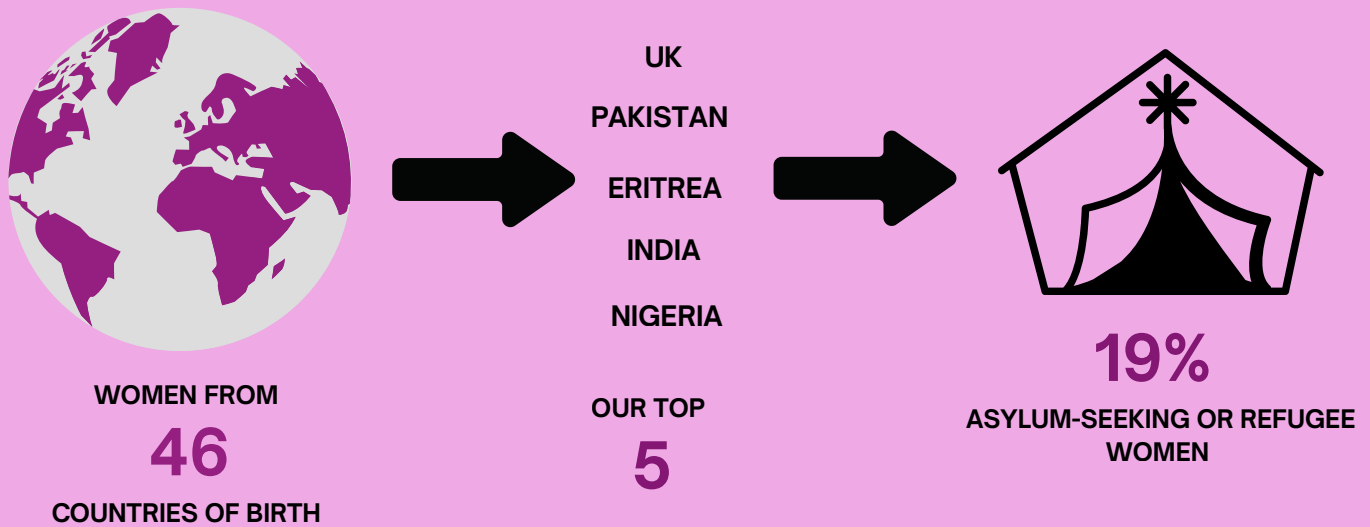 WOMEN FROM
46
COUNTRIES OF BIRTH
UK
PAKISTAN
ERITREA
INDIA
NIGERIA
OUR TOP
5
19%
ASYLUM-SEEKING OR REFUGEE
WOMEN